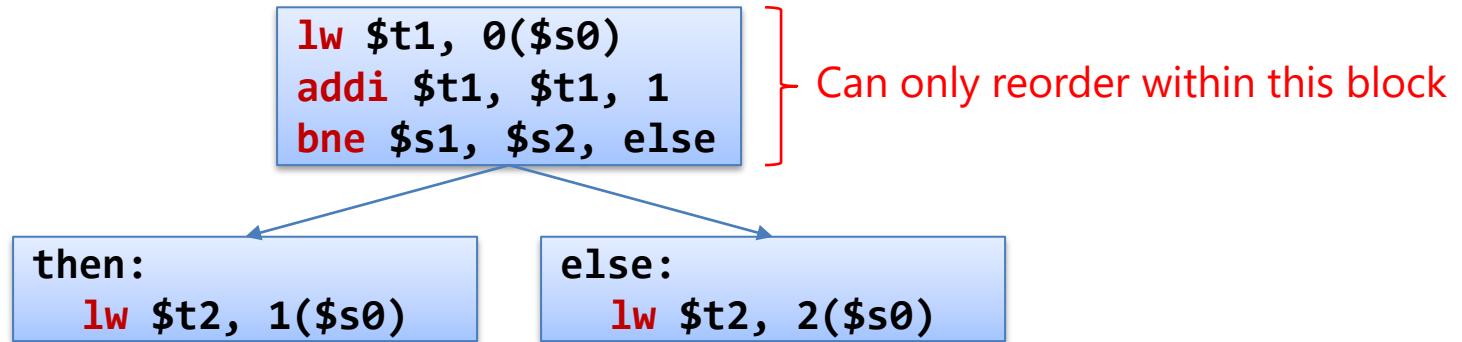 lw $t1, 0($s0)
addi $t1, $t1, 1
bne $s1, $s2, else
Can only reorder within this block
then:
lw $t2, 1($s0)
else:
lw $t2, 2($s0)